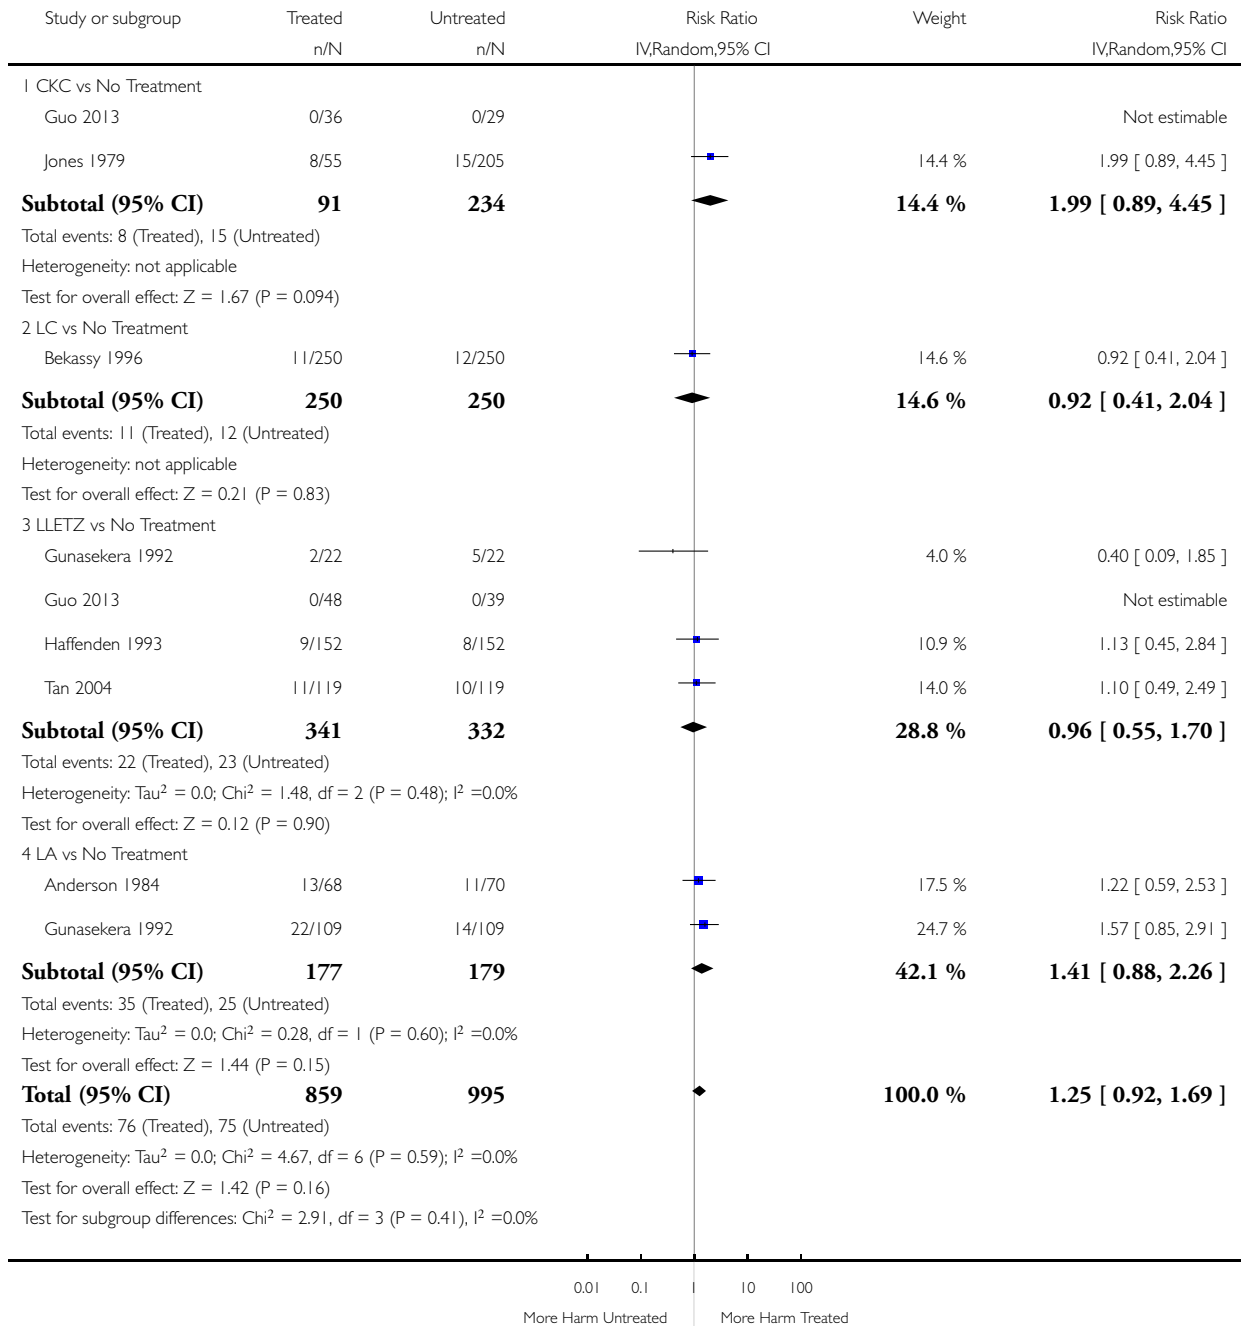 Study or subgroup Treated Untreated Risk Ratio Weight Risk Ratio
n/N n/N IV,Random,95% CI IV,Random,95% CI
1 CKC vs No Treatment
Guo 2013 0/36 0/29 Not estimable
Jones 1979 8/55 15/205 14.4 % 1.99 [ 0.89, 4.45 ]
Subtotal (95% CI) 91 234 14.4 % 1.99 [ 0.89, 4.45 ]
Total events: 8 (Treated), 15 (Untreated)
Heterogeneity: not applicable
Test for overall effect: Z = 1.67 (P = 0.094)
2 LC vs No Treatment
Bekassy 1996 11/250 12/250 14.6 % 0.92 [ 0.41, 2.04 ]
Subtotal (95% CI) 250 250 14.6 % 0.92 [ 0.41, 2.04 ]
Total events: 11 (Treated), 12 (Untreated)
Heterogeneity: not applicable
Test for overall effect: Z = 0.21 (P = 0.83)
3 LLETZ vs No Treatment
Gunasekera 1992 2/22 5/22 4.0 % 0.40 [ 0.09, 1.85 ]
Guo 2013 0/48 0/39 Not estimable
Haffenden 1993 9/152 8/152 10.9 % 1.13 [ 0.45, 2.84 ]
Tan 2004 11/119 10/119 14.0 % 1.10 [ 0.49, 2.49 ]
Subtotal (95% CI) 341 332 28.8 % 0.96 [ 0.55, 1.70 ]
Total events: 22 (Treated), 23 (Untreated)
Heterogeneity: Tau² = 0.0; Chi² = 1.48, df = 2 (P = 0.48); I² =0.0%
Test for overall effect: Z = 0.12 (P = 0.90)
4 LA vs No Treatment
Anderson 1984 13/68 11/70 17.5 % 1.22 [ 0.59, 2.53 ]
Gunasekera 1992 22/109 14/109 24.7 % 1.57 [ 0.85, 2.91 ]
Subtotal (95% CI) 177 179 42.1 % 1.41 [ 0.88, 2.26 ]
Total events: 35 (Treated), 25 (Untreated)
Heterogeneity: Tau² = 0.0; Chi² = 0.28, df = 1 (P = 0.60); I² =0.0%
Test for overall effect: Z = 1.44 (P = 0.15)
Total (95% CI) 859 995 100.0 % 1.25 [ 0.92, 1.69 ]
Total events: 76 (Treated), 75 (Untreated)
Heterogeneity: Tau² = 0.0; Chi² = 4.67, df = 6 (P = 0.59); I² =0.0%
Test for overall effect: Z = 1.42 (P = 0.16)
Test for subgroup differences: Chi² = 2.91, df = 3 (P = 0.41), I² =0.0%
0.01 0.1 1 10 100
More Harm Untreated More Harm Treated